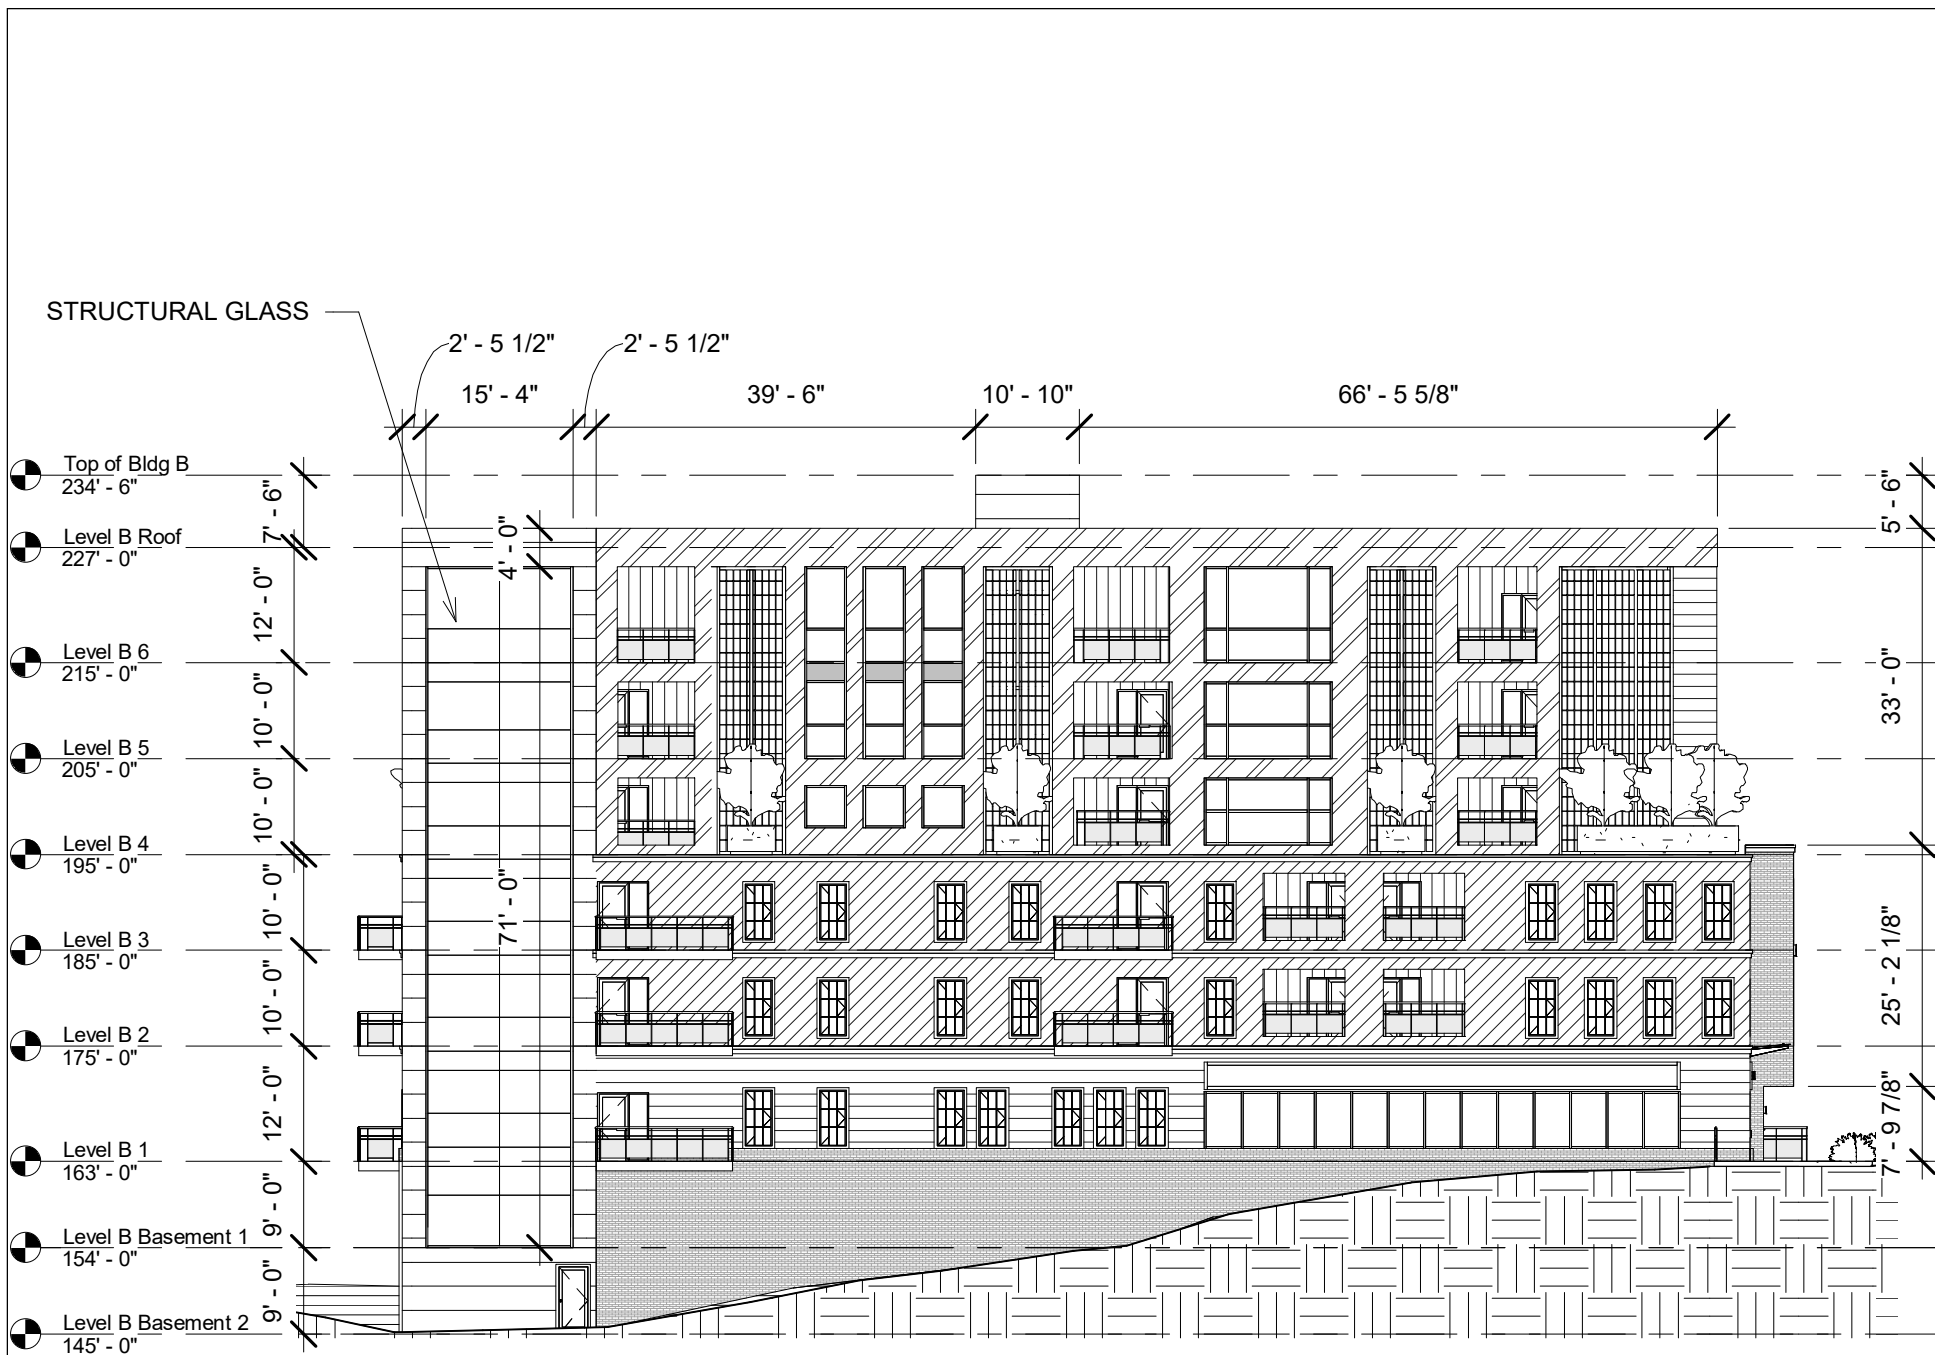 STRUCTURAL GLASS
2' - 5 1/2"
2' - 5 1/2"
15' - 4"
39' - 6"
10' - 10"
66' - 5 5/8"
Top of Bldg B
234' - 6"
7' - 6"
5' - 6"
Level B Roof
227' - 0"
4' - 0"
12' - 0"
Level B 6
215' - 0"
33' - 0"
10' - 0"
Level B 5
205' - 0"
10' - 0"
Level B 4
195' - 0"
10' - 0"
71' - 0"
Level B 3
185' - 0"
25' - 2 1/8"
10' - 0"
Level B 2
175' - 0"
12' - 0"
7' - 9 7/8"
Level B 1
163' - 0"
9' - 0"
Level B Basement 1
154' - 0"
9' - 0"
Level B Basement 2
145' - 0"